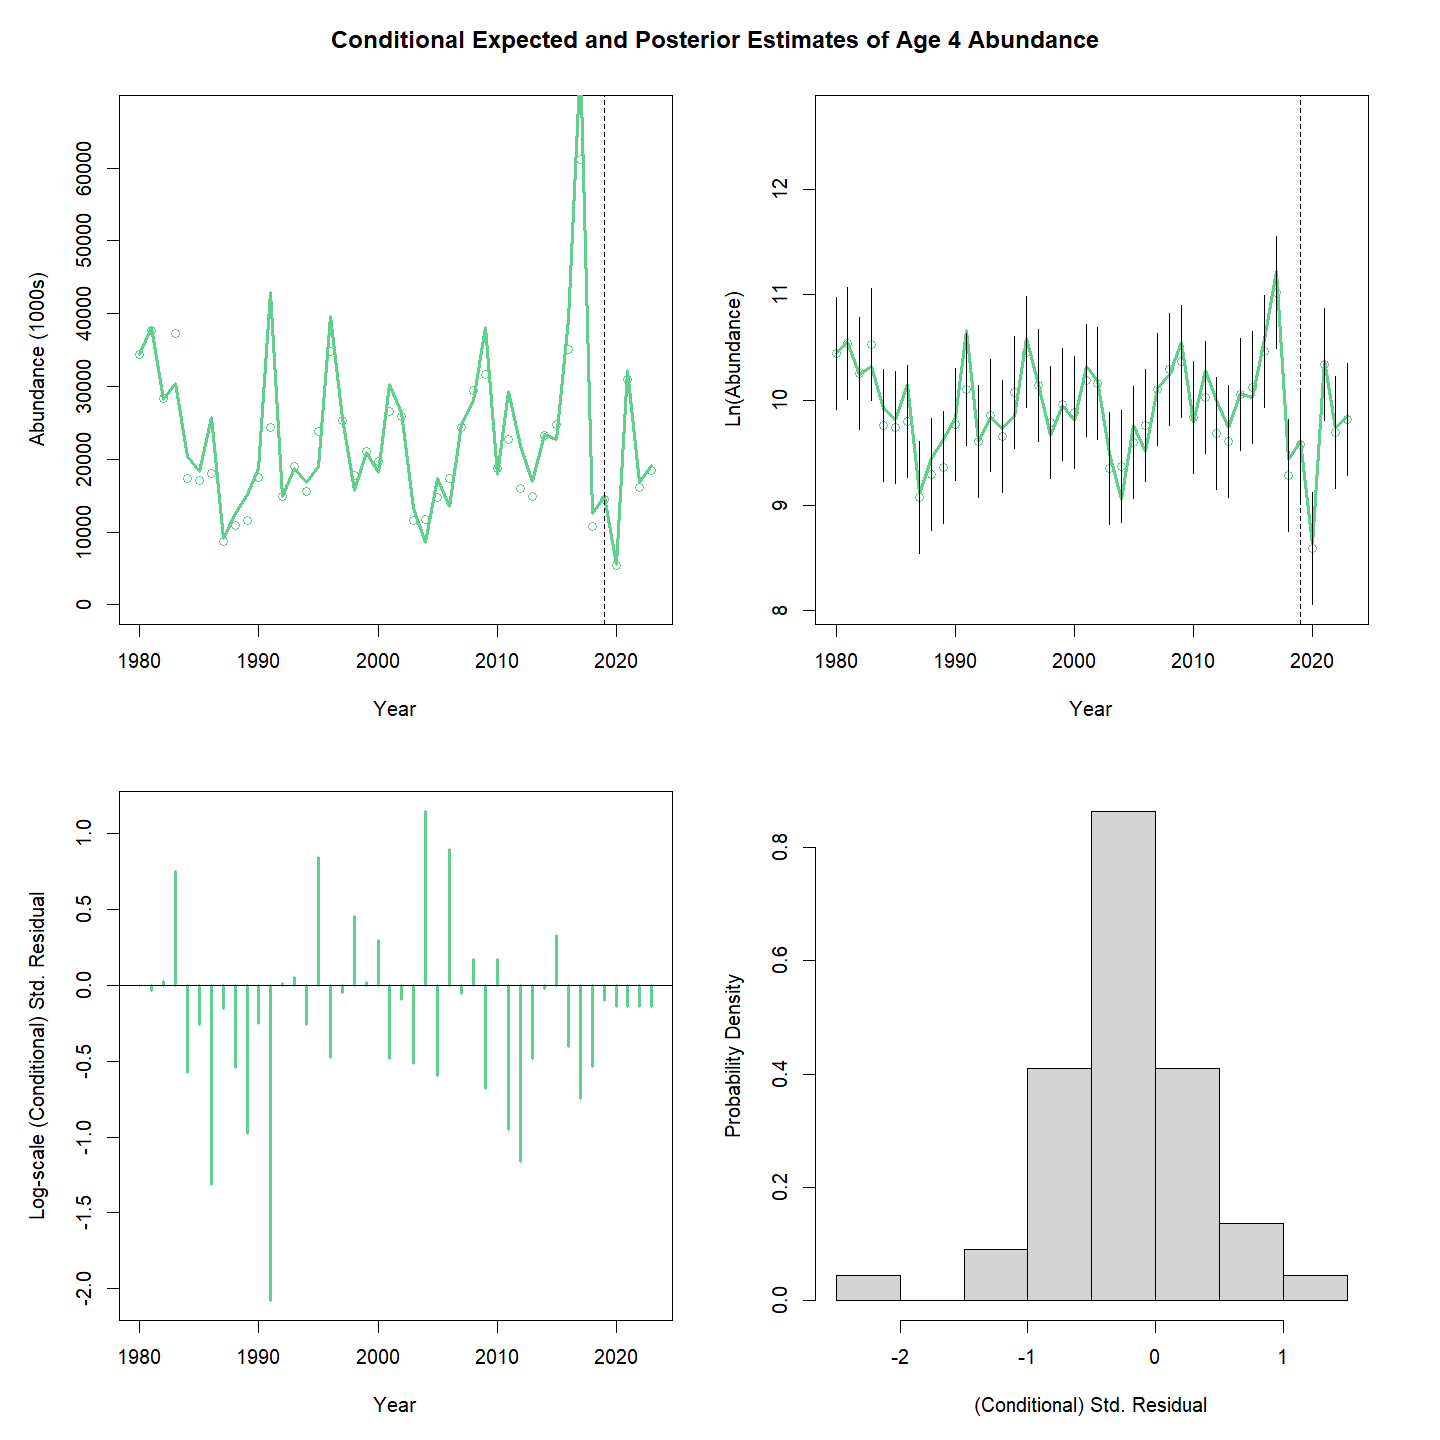 Conditional Expected and Posterior Estimates of Age 4 Abundance
Abundance (1000s)
0 10000 20000 30000 40000 50000 60000
1980 1990 2000 2010 2020
Year
Ln(Abundance)
8 9 10 11 12
1980 1990 2000 2010 2020
Year
Log-scale (Conditional) Std. Residual
-2.0 -1.5 -1.0 -0.5 0.0 0.5 1.0
1980 1990 2000 2010 2020
Year
Probability Density
0.0 0.2 0.4 0.6 0.8
-2 -1 0 1
(Conditional) Std. Residual